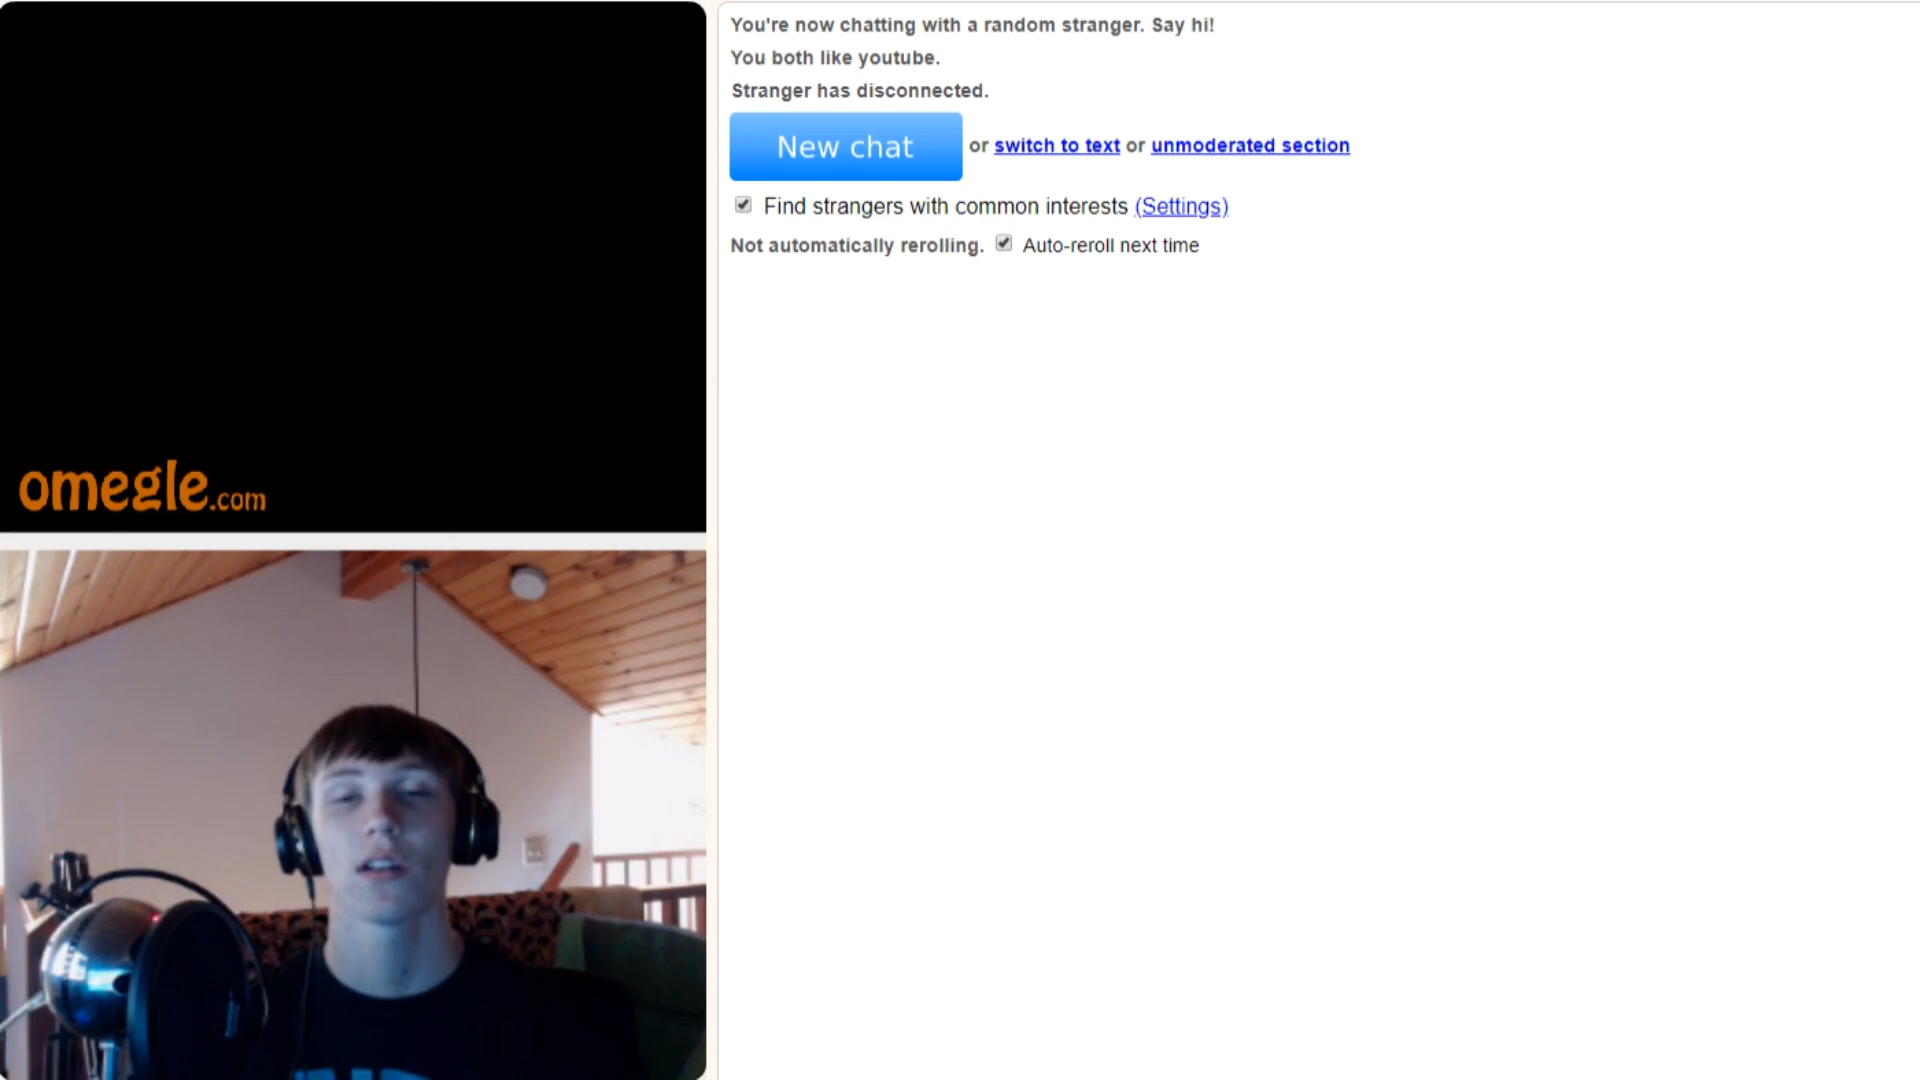 You're now chatting with a random stranger. Say hi!
You both like youtube.
Stranger has disconnected.
New chat or switch to text or unmoderated section
Find strangers with common interests (Settings)
Not automatically rerolling. Auto-reroll next time
omegle.com